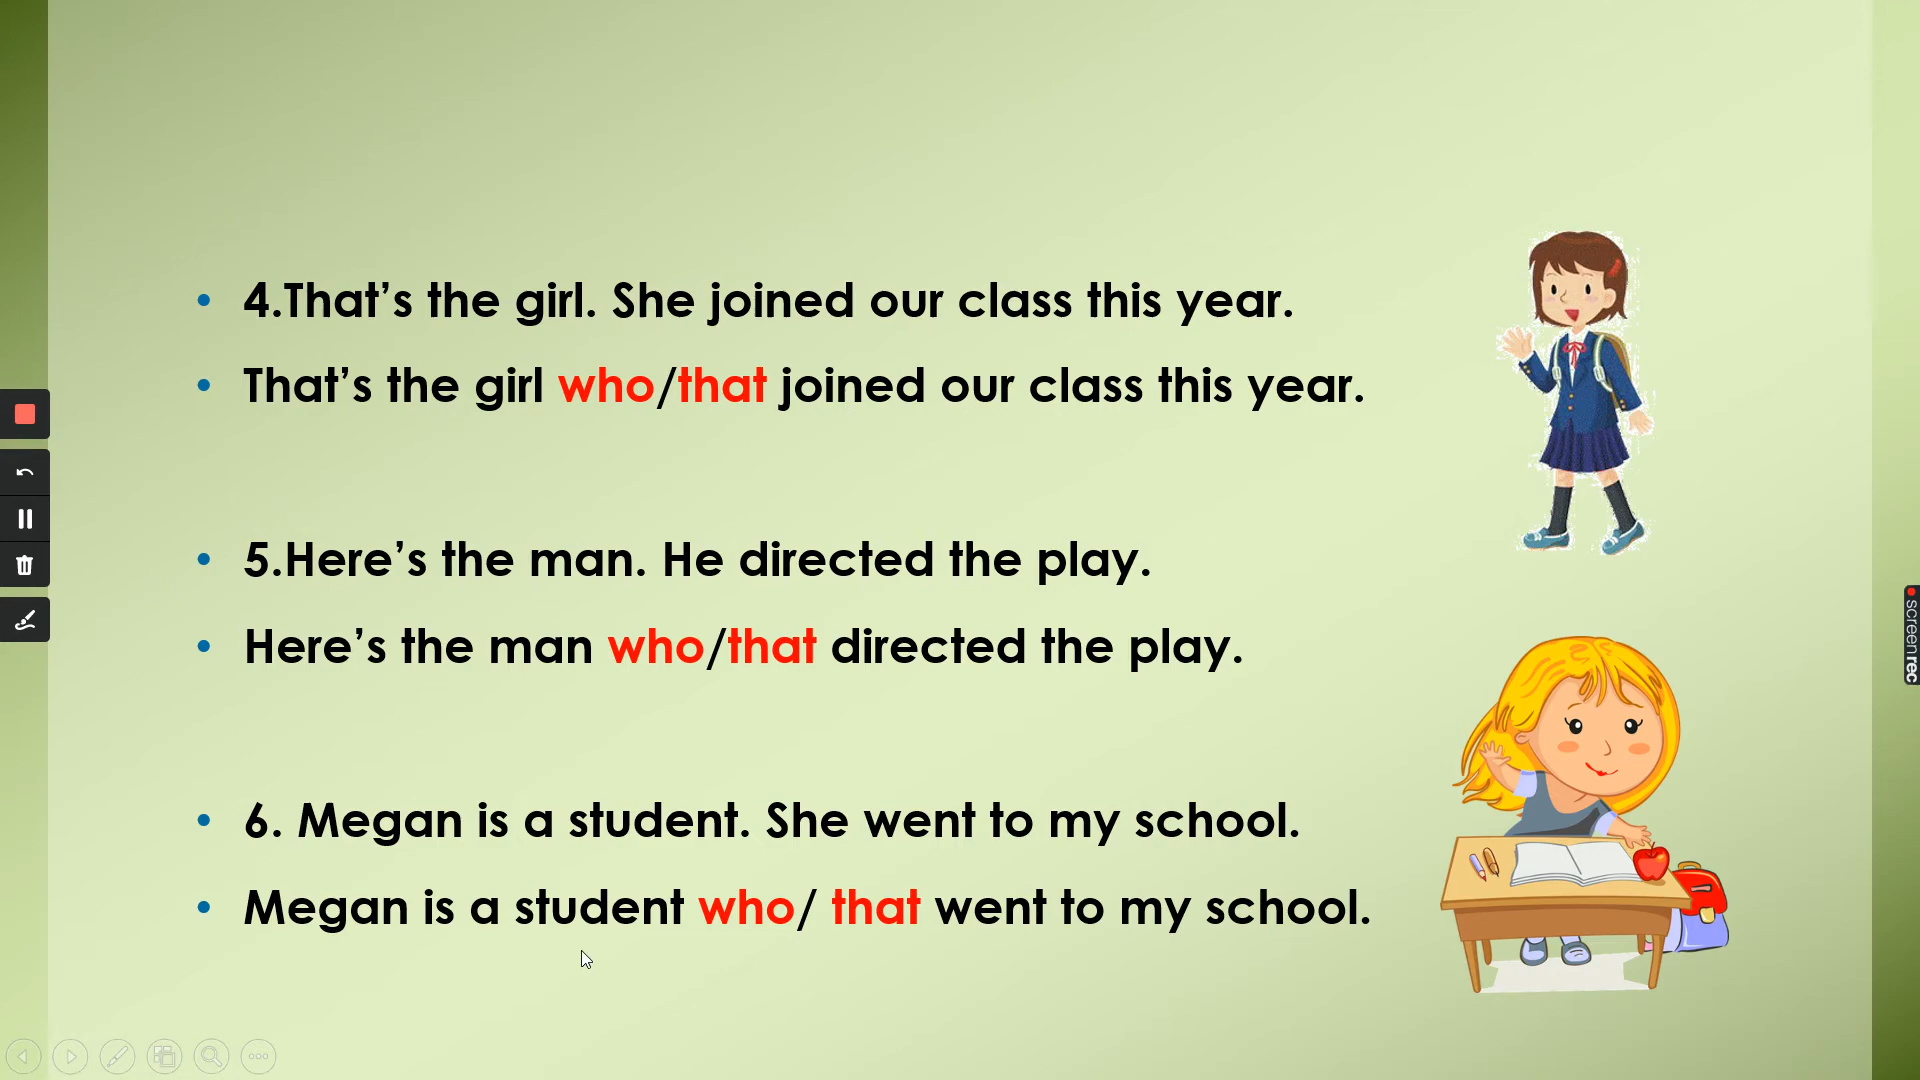 4.That’s the girl. She joined our class this year.
That’s the girl who/that joined our class this year.
5.Here’s the man. He directed the play.
Here’s the man who/that directed the play.
6. Megan is a student. She went to my school.
Megan is a student who/ that went to my school.
screenrec